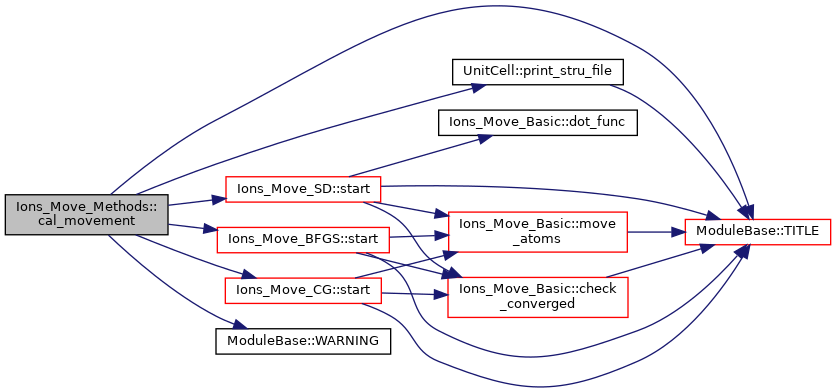 UnitCell::print_stru_file
Ions_Move_Basic::dot_func
Ions_Move_SD::start
Ions_Move_Methods::
cal_movement
Ions_Move_Basic::move
_atoms
ModuleBase::TITLE
Ions_Move_BFGS::start
Ions_Move_CG::start
Ions_Move_Basic::check
_converged
ModuleBase::WARNING